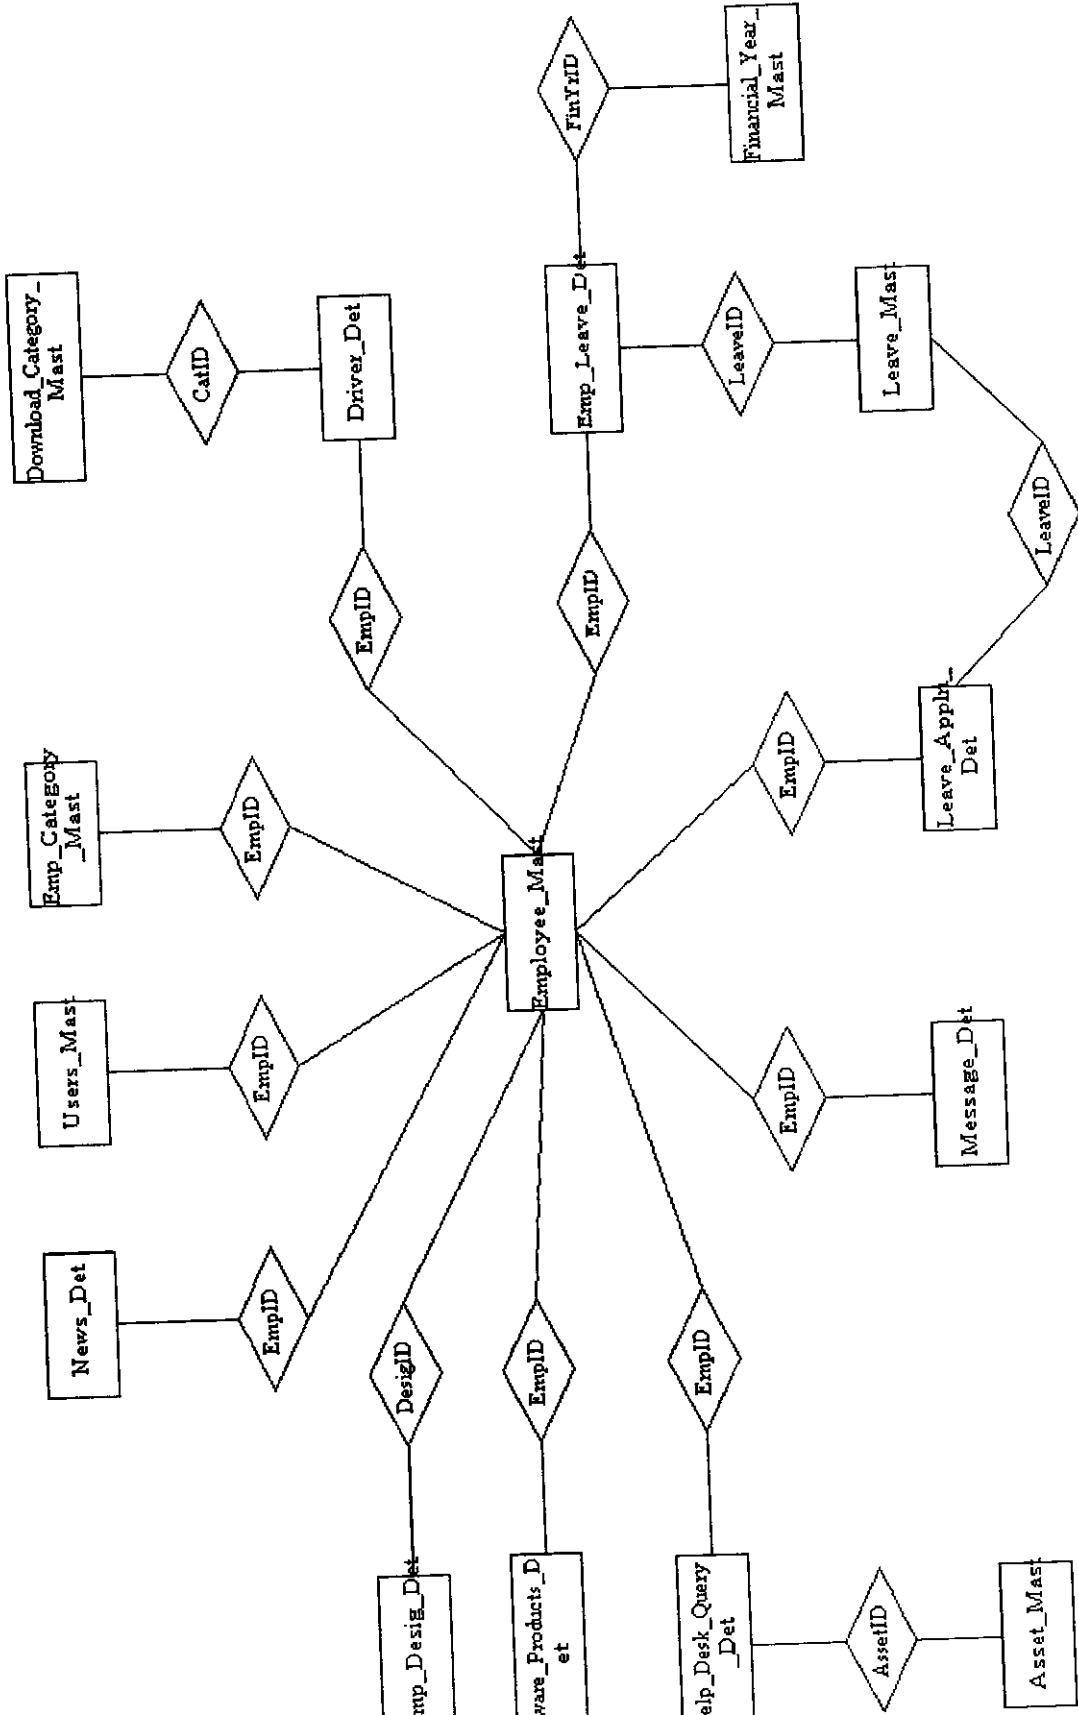 News_Det
Users_Mast
Emp_Category
_Mast
Download_Category_
Mast
EmpID
EmpID
EmpID
CatID
Driver_Det
EmpID
mp_Desig_Det
DesigID
ware_Products_D
et
EmpID
Employee_Mast
EmpID
Emp_Leave_Det
FinYrID
elp_Desk_Query
_Det
EmpID
EmpID
EmpID
LeaveID
Financial_Year_
Mast
AssetID
Message_Det
Leave_Appln_
Det
Leave_Mast
Asset_Mast
LeaveID